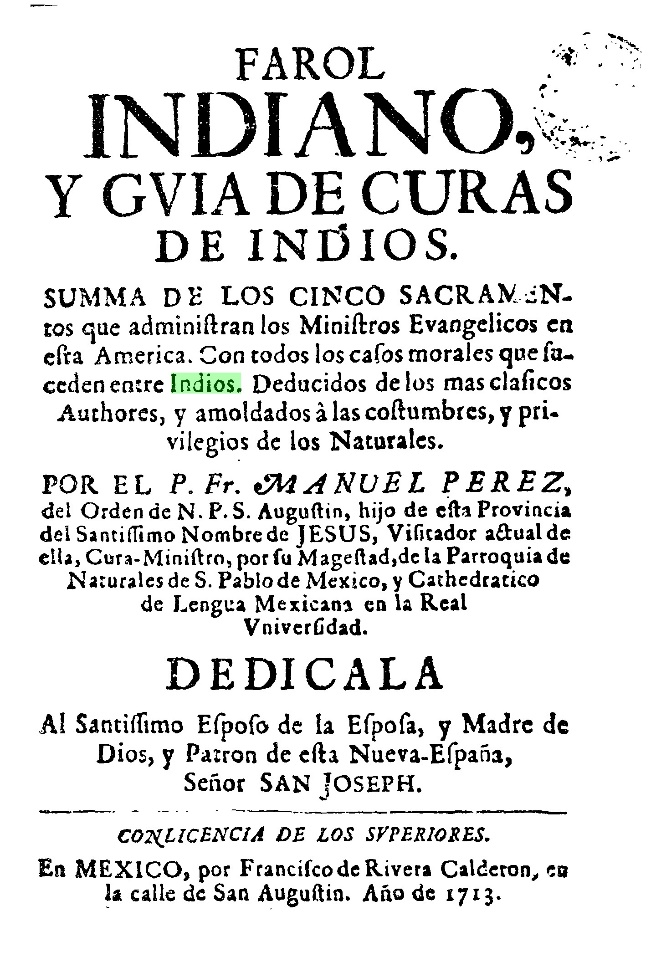 FAROL
INDIANO,
Y GVIA DE CURAS
DE INDIOS.
SUMMA DE LOS CINCO SACRAMEN-
tos que adminiſtran los Miniſtros Evangelicos en
eſta America. Con todos los caſos morales que ſu-
ceden entre Indios. Deducidos de los mas claſicos
Authores, y amoldados à las coſtumbres, y pri-
vilegios de los Naturales.
POR EL P. Fr. MANUEL PEREZ,
del Orden de N. P. S. Auguſtin, hijo de eſta Provincia
del Santiſſimo Nombre de JESUS, Viſitador actual de
ella, Cura-Miniſtro, por ſu Mageſtad, de la Parroquia de
Naturales de S. Pablo de Mexico, y Cathedratico
de Lengua Mexicana en la Real
Vniverſidad.
DEDICALA
Al Santiſſimo Eſpoſo de la Eſpoſa, y Madre de
Dios, y Patron de eſta Nueva-Eſpaña,
Señor SAN JOSEPH.
CON LICENCIA DE LOS SVPERIORES.
En MEXICO, por Franciſco de Rivera Calderon, en
la calle de San Auguſtin. Año de 1713.